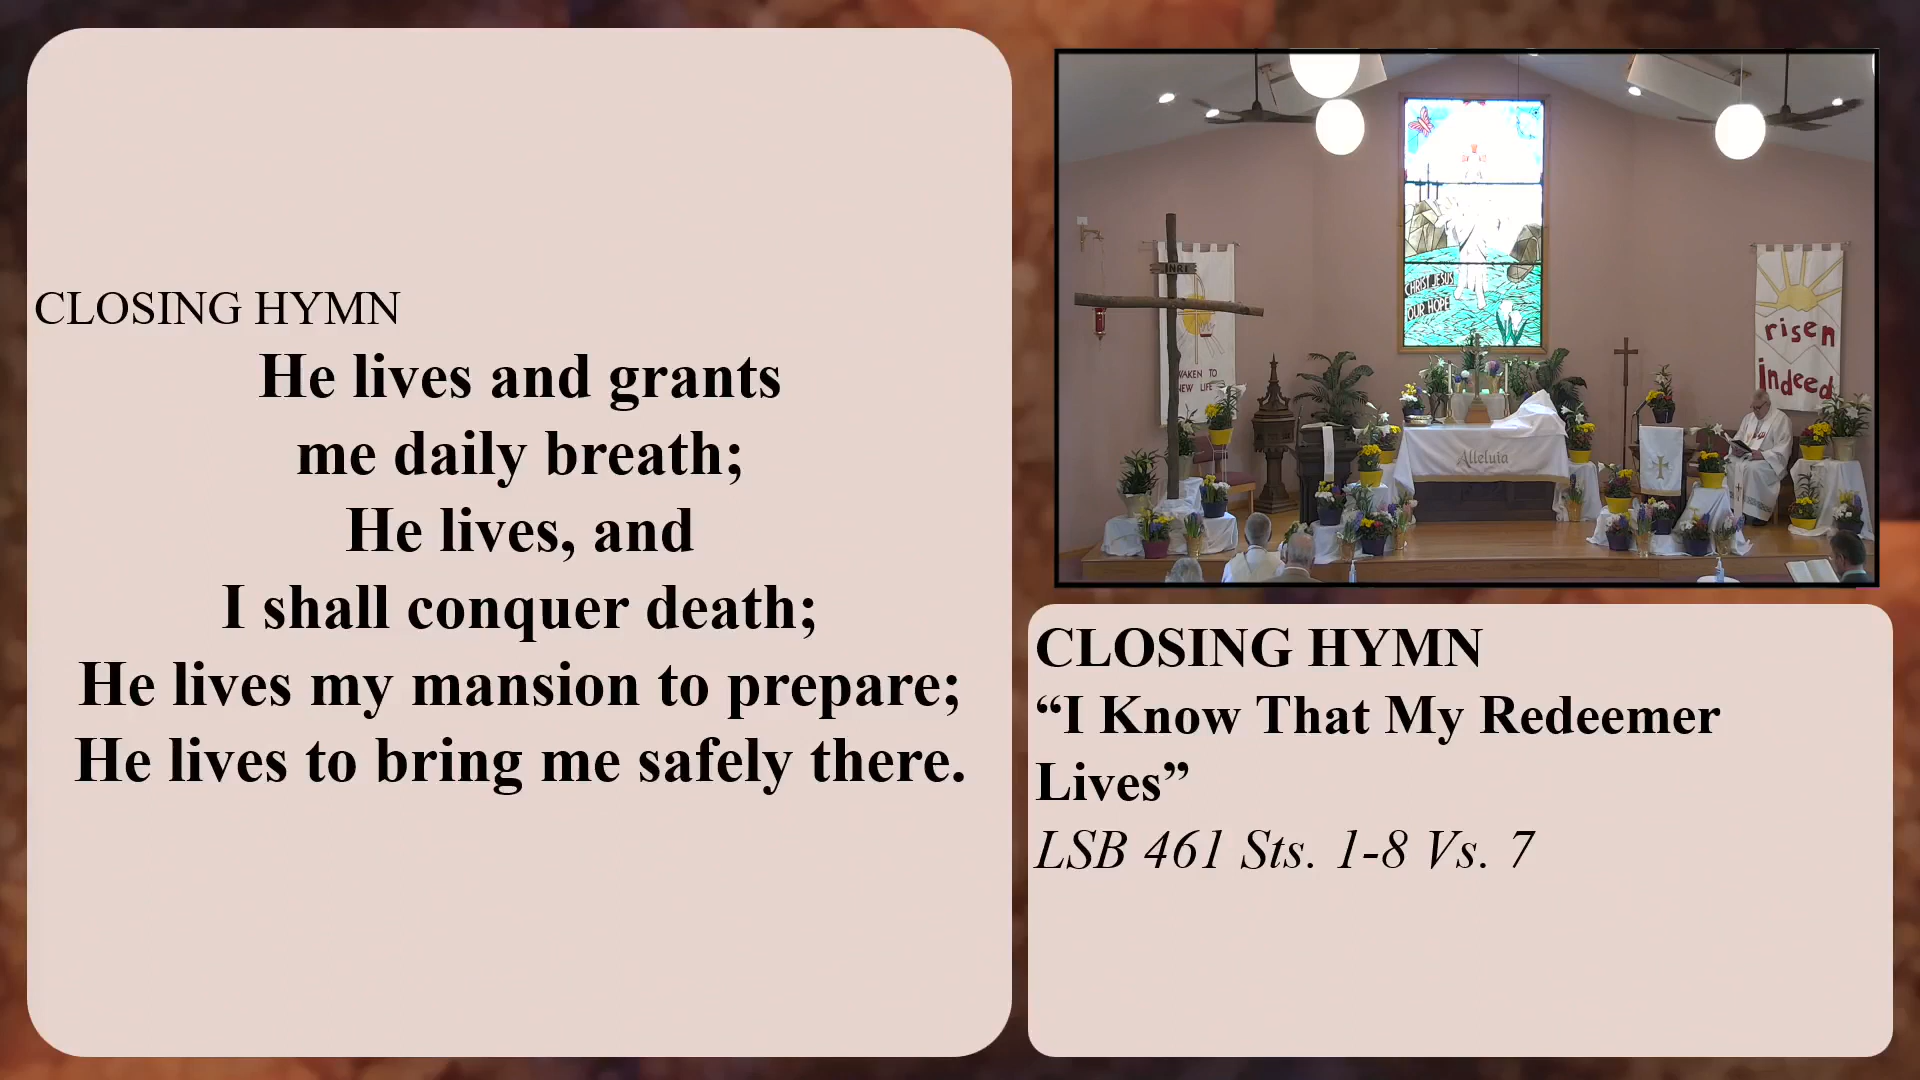 CLOSING HYMN
He lives and grants
me daily breath;
He lives, and
I shall conquer death;
He lives my mansion to prepare;
He lives to bring me safely there.
INRI
CHRIST JESUS
OUR HOPE
AWAKEN TO
NEW LIFE
risen
indeed
Alleluia
CLOSING HYMN
“I Know That My Redeemer
Lives”
LSB 461 Sts. 1-8 Vs. 7